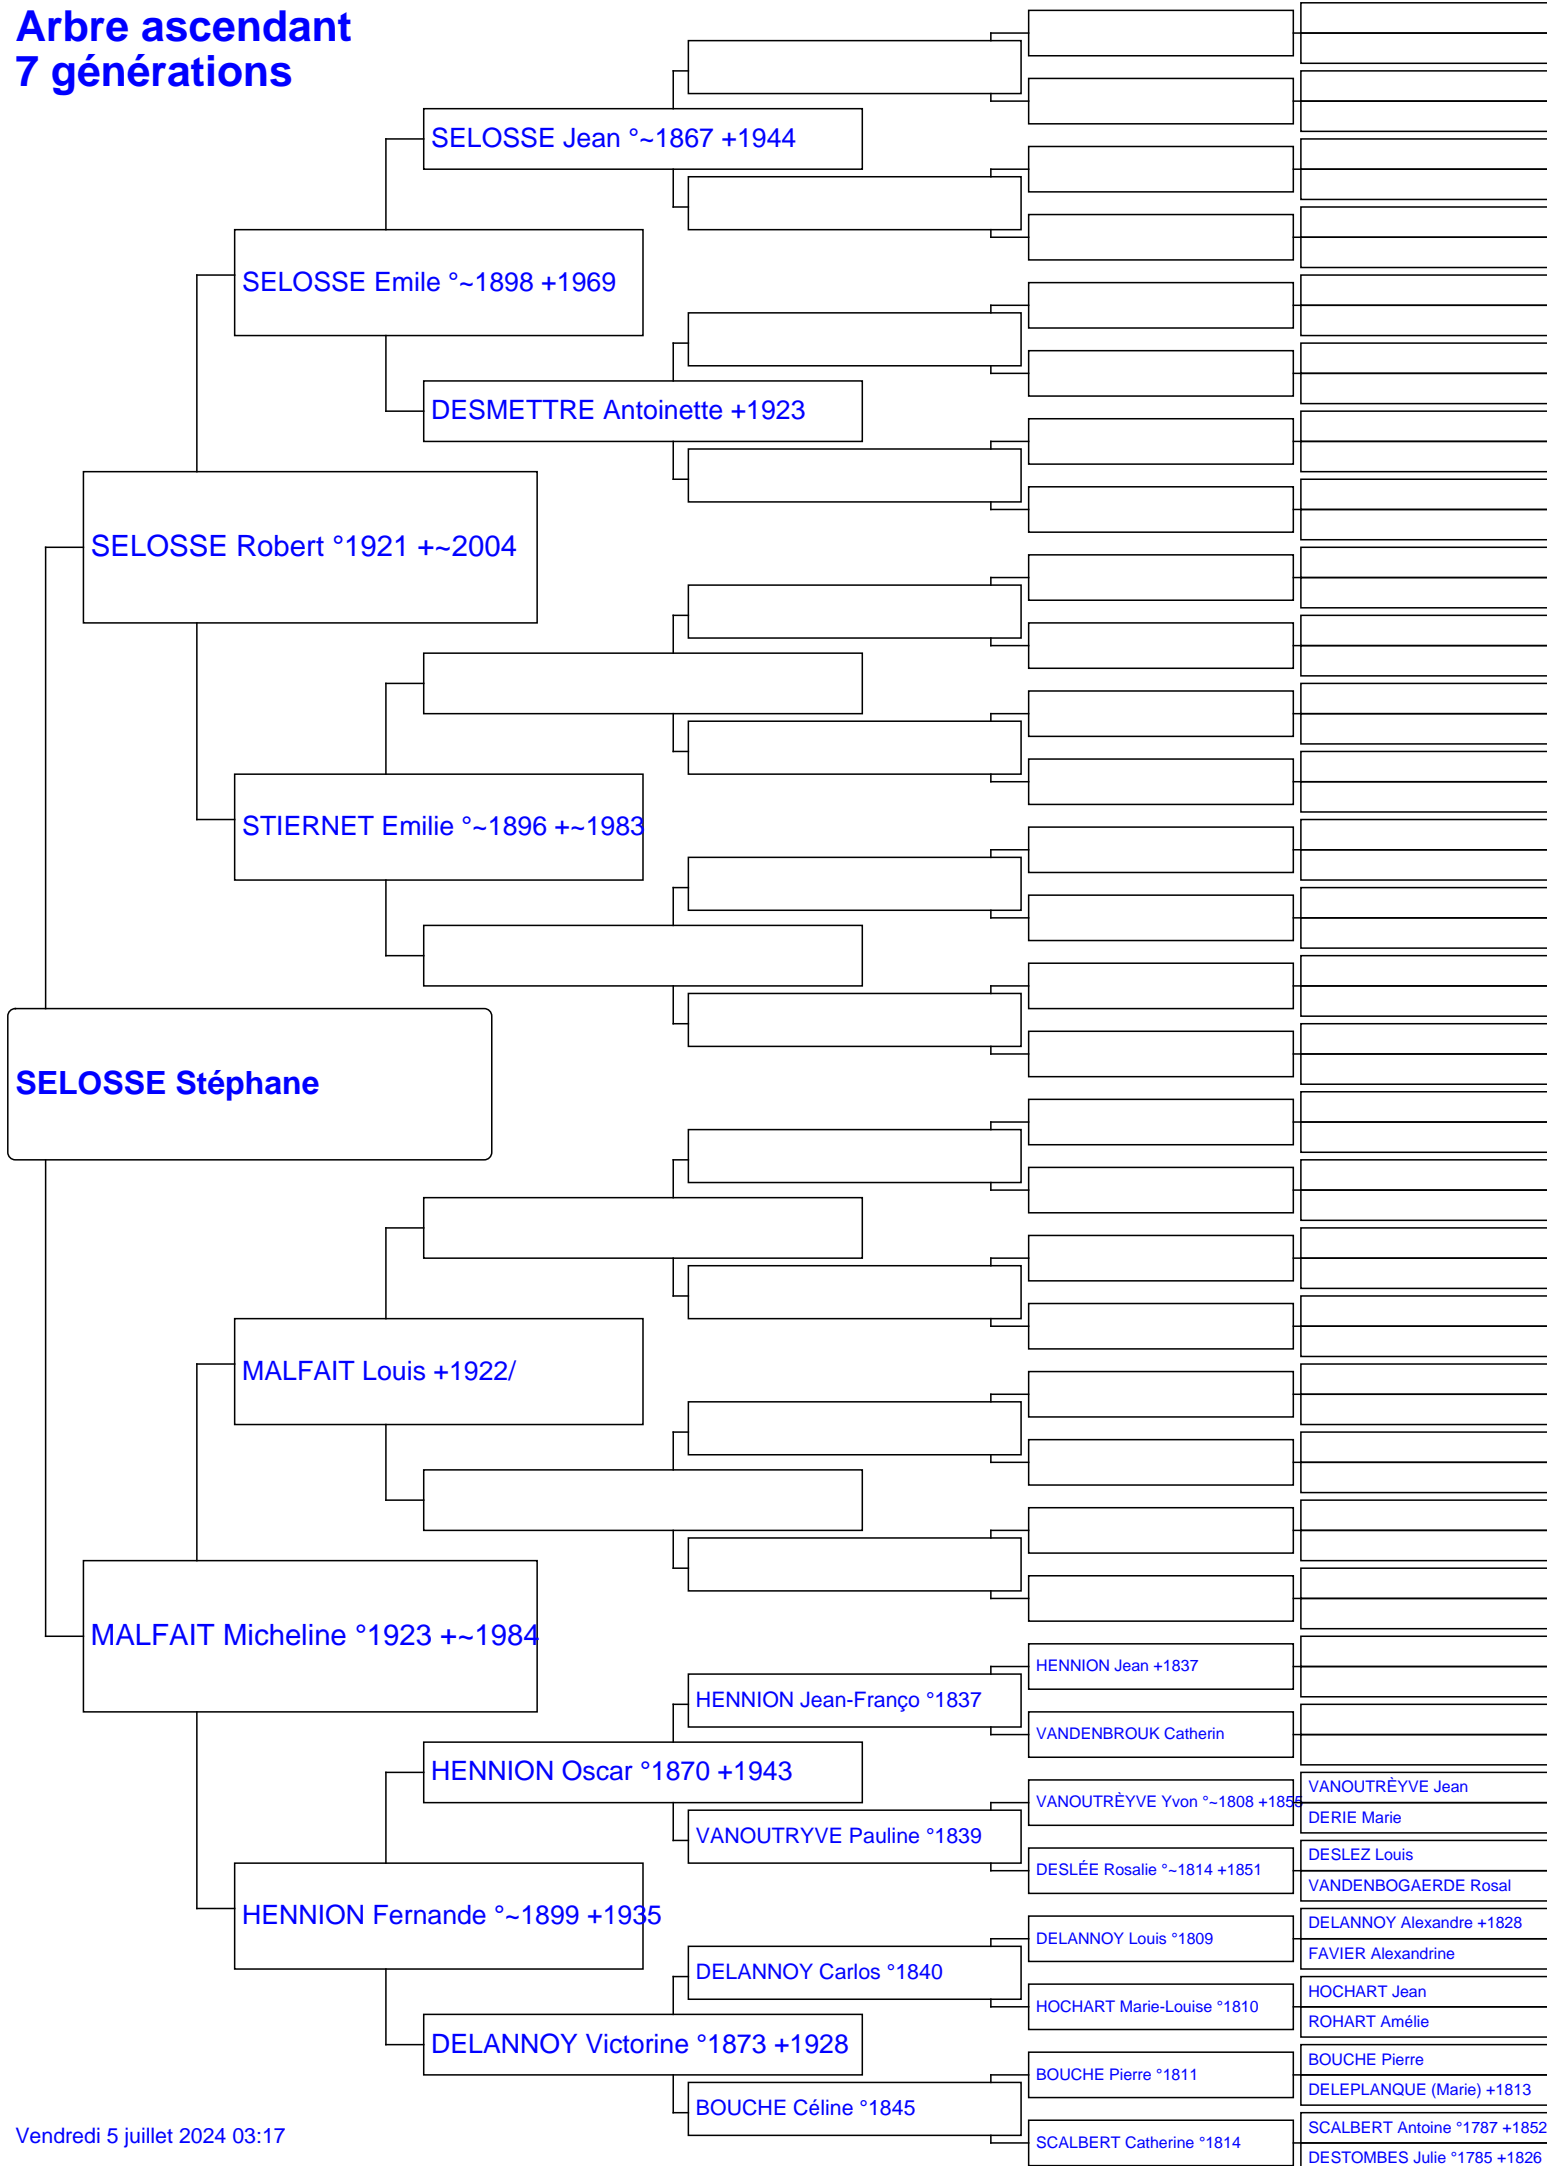 Arbre ascendant
7 générations
SELOSSE Jean °~1867 +1944
SELOSSE Emile °~1898 +1969
DESMETTRE Antoinette +1923
SELOSSE Robert °1921 +~2004
STIERNET Emilie °~1896 +~1983
SELOSSE Stéphane
MALFAIT Louis +1922/
MALFAIT Micheline °1923 +~1984
HENNION Jean +1837
HENNION Jean-Franço °1837
VANDENBROUK Catherin
HENNION Oscar °1870 +1943
VANOUTRÈYVE Jean
VANOUTRÈYVE Yvon °~1808 +1855
DERIE Marie
VANOUTRYVE Pauline °1839
DESLEZ Louis
DESLÉE Rosalie °~1814 +1851
VANDENBOGAERDE Rosal
HENNION Fernande °~1899 +1935
DELANNOY Alexandre +1828
DELANNOY Louis °1809
FAVIER Alexandrine
DELANNOY Carlos °1840
HOCHART Jean
HOCHART Marie-Louise °1810
ROHART Amélie
DELANNOY Victorine °1873 +1928
BOUCHE Pierre
BOUCHE Pierre °1811
DELEPLANQUE (Marie) +1813
BOUCHE Céline °1845
SCALBERT Antoine °1787 +1852
SCALBERT Catherine °1814
DESTOMBES Julie °1785 +1826
Vendredi 5 juillet 2024 03:17